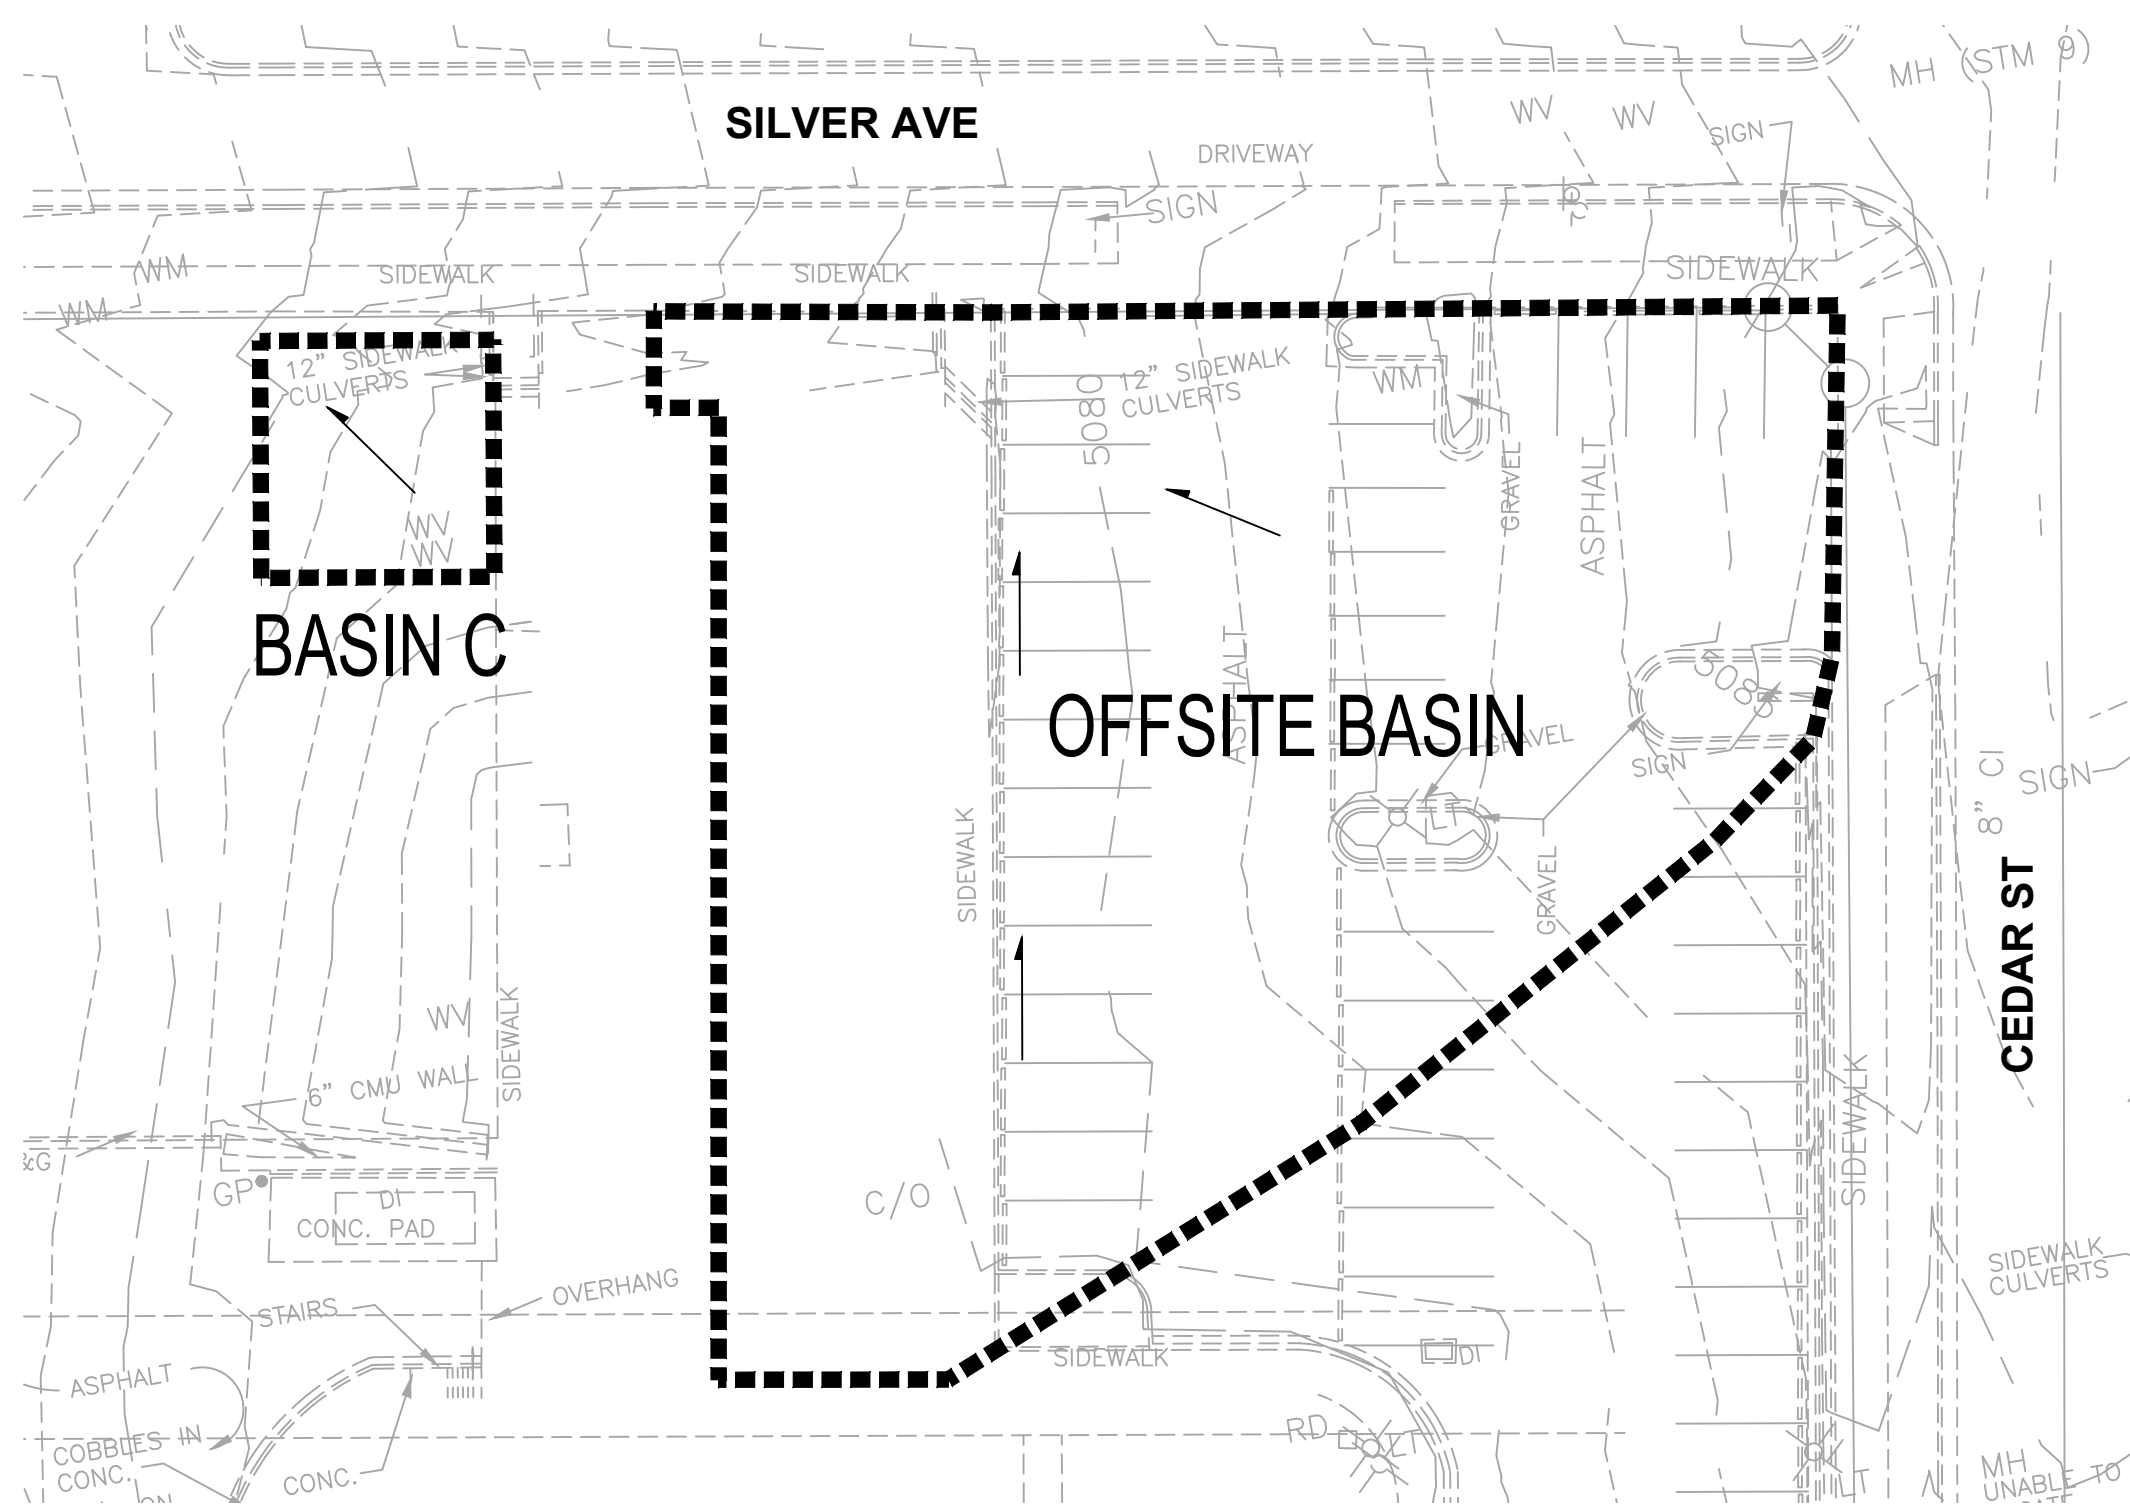 MH (STM 9)
SILVER AVE
WV
WV
SIGN
DRIVEWAY
SIGN
WM
SIDEWALK
SIDEWALK
SIDEWALK
WM
12" SIDEWALK
CULVERTS
12" SIDEWALK
CULVERTS
WM
5080
GRAVEL
ASPHALT
WV
WV
BASIN C
ASPHALT
5085
OFFSITE BASIN
GRAVEL
SIGN
8" CI
SIGN
LT
SIDEWALK
GRAVEL
CEDAR ST
WV
SIDEWALK
6" CMU WALL
SIDEWALK
&G
GP
DI
CONC. PAD
C/O
SIDEWALK
CULVERTS
OVERHANG
STAIRS
SIDEWALK
DI
ASPHALT
RD
LT
COBBLES IN
CONC.
CONC.
LT
MH
UNABLE TO